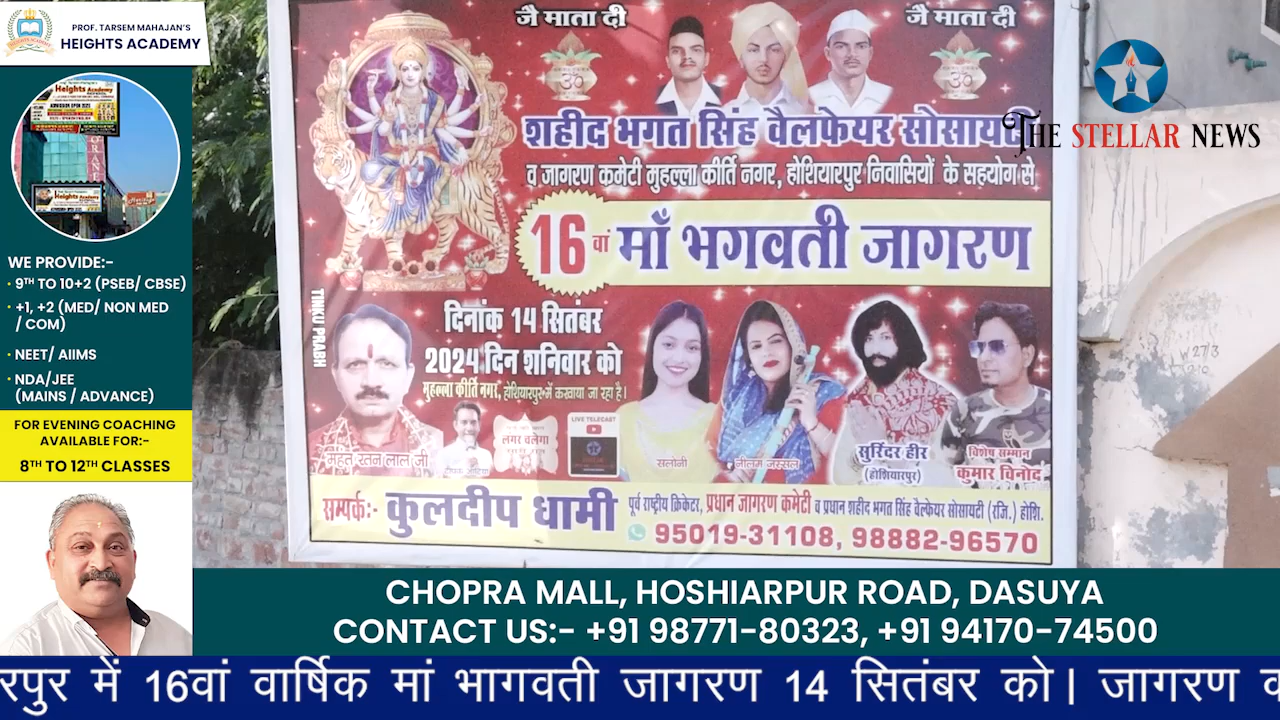 PROF. TARSEM MAHAJAN'S
HEIGHTS ACADEMY
Heights Academy
WE PROVIDE:-
· 9TH TO 10+2 (PSEB/ CBSE)
· +1, +2 (MED/ NON MED
/ COM)
· NEET/ AIIMS
· NDA/JEE
(MAINS / ADVANCE)
FOR EVENING COACHING
AVAILABLE FOR:-
8TH TO 12TH CLASSES
जै माता दी
जै माता दी
शहीद भगत सिंह वैलफेयर सोसायटी
THE STELLAR NEWS
व जागरण कमेटी मुहल्ला कीर्ति नगर, होशियारपुर निवासियों के सहयोग से
16वां माँ भगवती जागरण
TINKU PRABH
दिनांक 14 सितंबर
2024 दिन शनिवार को
मुहल्ला कीर्ति नगर, होशियारपुर में करवाया जा रहा है।
LIVE TELECAST
लगर चलेगा
महंत रतन लाल जी
सलोनी
नीलम जस्सल
सुरिंदर हीर
(होशियारपुर)
विशेष सम्मान
कुमार विनोद
सम्पर्क:- कुलदीप धामी
पूर्व राष्ट्रीय क्रिकेटर, प्रधान जागरण कमेटी व प्रधान शहीद भगत सिंह वैल्फेयर सोसायटी (रजि.) होशि.
95019-31108, 98882-96570
CHOPRA MALL, HOSHIARPUR ROAD, DASUYA
CONTACT US:- +91 98771-80323, +91 94170-74500
रपुर में 16वां वार्षिक मां भागवती जागरण 14 सितंबर को| जागरण व